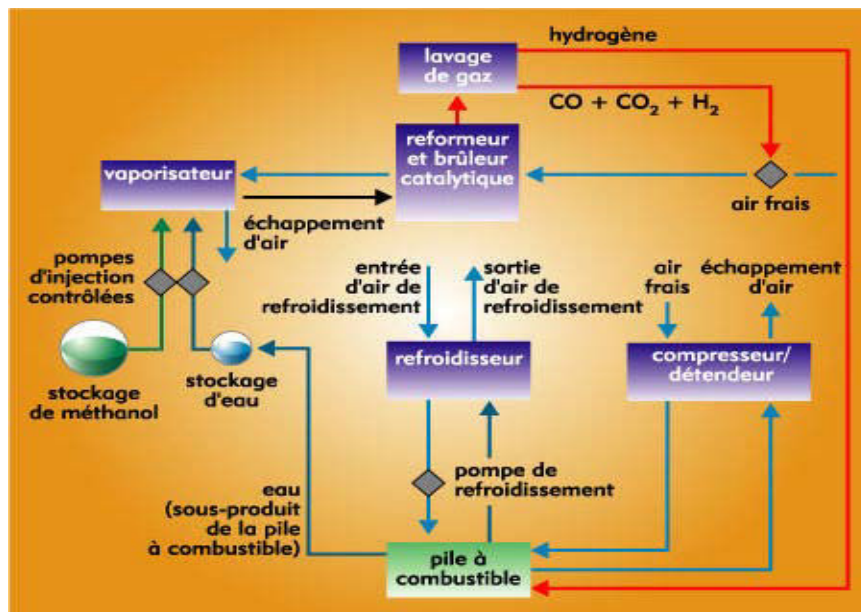 hydrogène
lavage
de gaz
CO + CO₂ + H₂
reformeur
et brûleur
catalytique
vaporisateur
air frais
échappement
d'air
pompes
d'injection
contrôlées
entrée
d'air de
refroidissement
sortie
d'air de
refroidissement
air
frais
échappement
d'air
refroidisseur
compresseur/
détendeur
stockage
de méthanol
stockage
d'eau
pompe de
refroidissement
eau
(sous-produit
de la pile
à combustible)
pile à
combustible